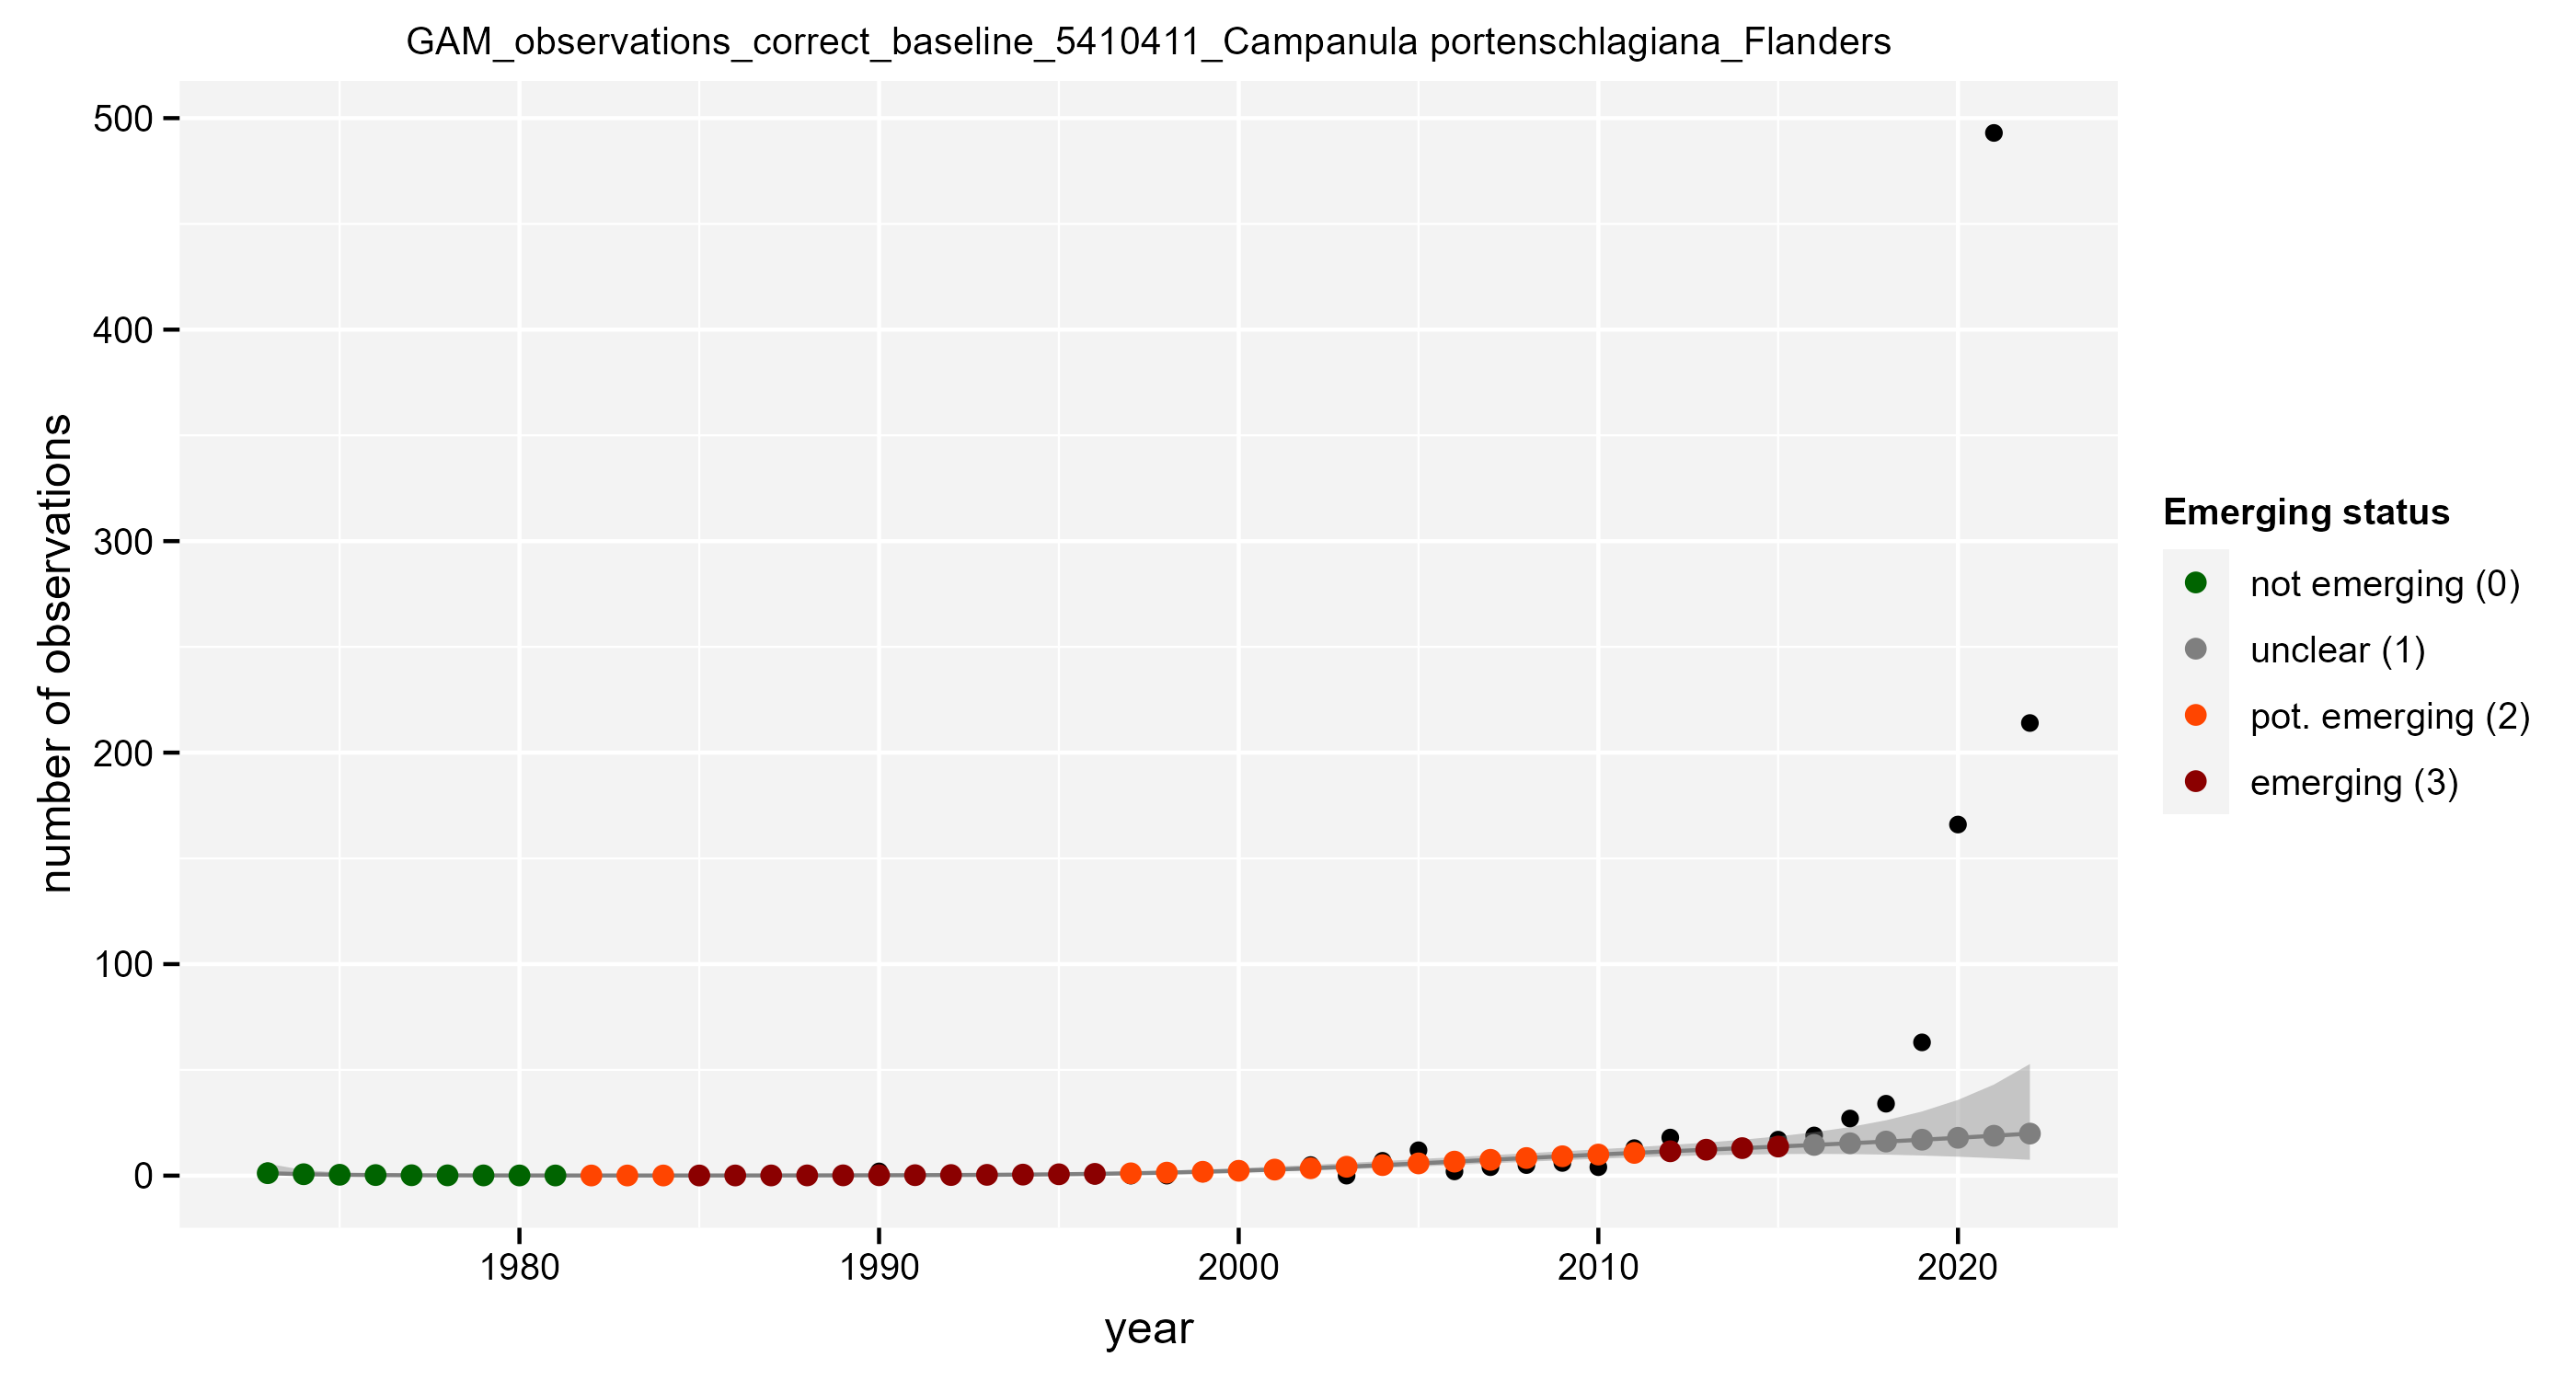 GAM_observations_correct_baseline_5410411_Campanula portenschlagiana_Flanders
number of observations
500
400
300
200
100
0
1980
1990
2000
2010
2020
year
Emerging status
not emerging (0)
unclear (1)
pot. emerging (2)
emerging (3)